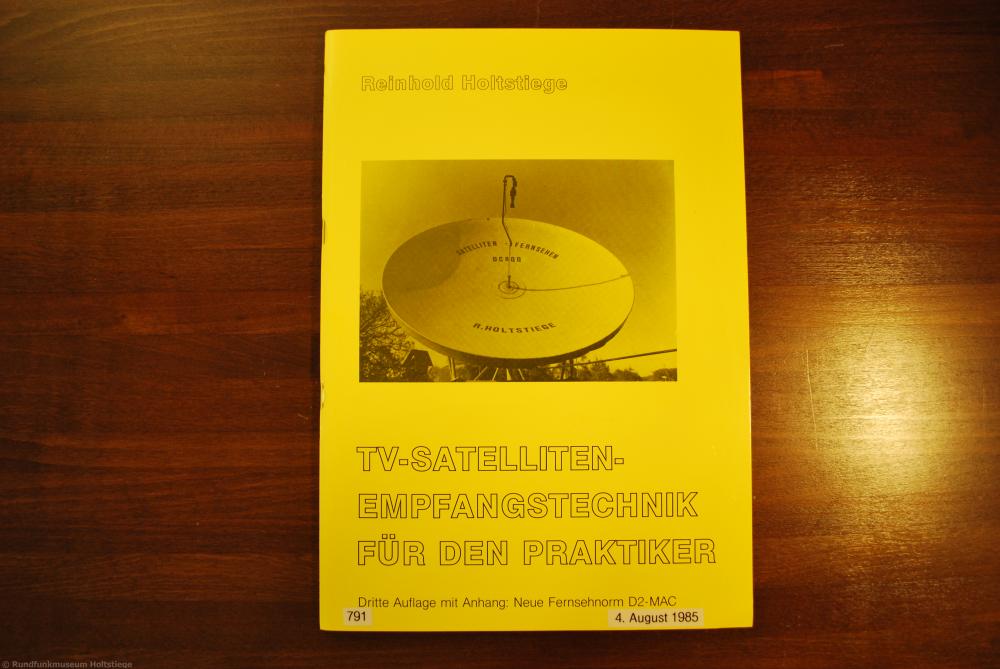 Reinhold Holtstiege
SATELLITEN - FERNSEHEN
DC8QQ
R. HOLTSTIEGE
TV-SATELLITEN-
EMPFANGSTECHNIK
FÜR DEN PRAKTIKER
Dritte Auflage mit Anhang: Neue Fernsehnorm D2-MAC
791
4. August 1985
© Rundfunkmuseum Holtstiege